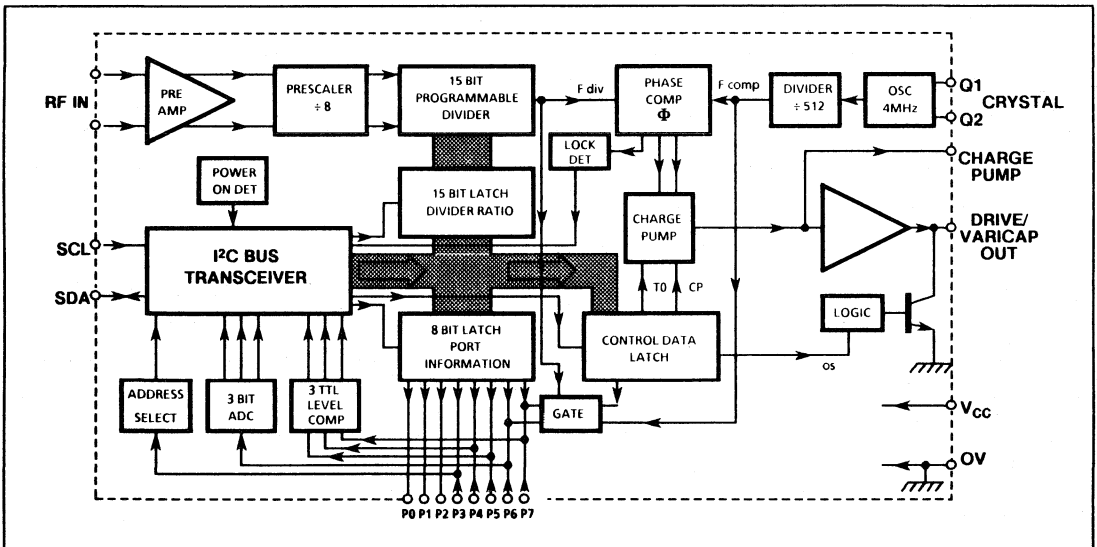 RF IN
PRE
AMP
PRESCALER
÷ 8
15 BIT
PROGRAMMABLE
DIVIDER
F div
PHASE
COMP
Φ
F comp
DIVIDER
÷ 512
OSC
4MHz
Q1
CRYSTAL
Q2
LOCK
DET
CHARGE
PUMP
POWER
ON DET
15 BIT LATCH
DIVIDER RATIO
CHARGE
PUMP
DRIVE/
VARICAP
OUT
SCL
I²C BUS
TRANSCEIVER
SDA
T0
CP
LOGIC
8 BIT LATCH
PORT
INFORMATION
CONTROL DATA
LATCH
OS
ADDRESS
SELECT
3 BIT
ADC
3 TTL
LEVEL
COMP
GATE
VCC
OV
P0 P1 P2 P3 P4 P5 P6 P7